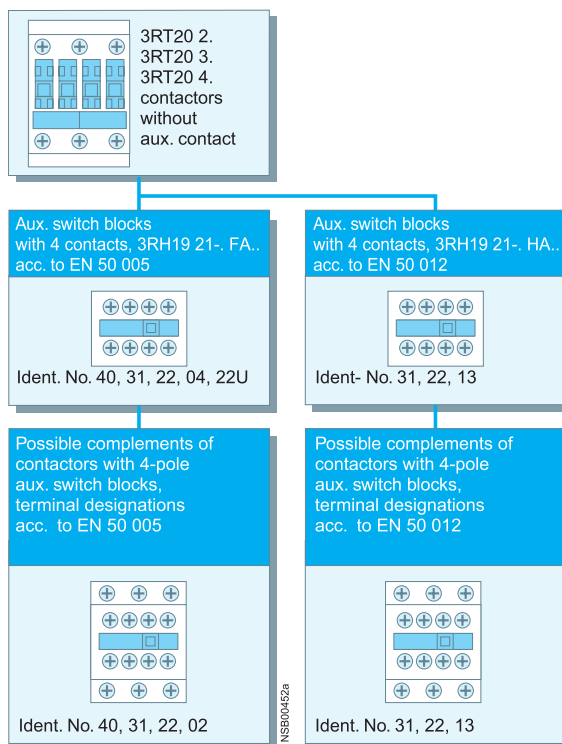 3RT20 2.
3RT20 3.
3RT20 4.
contactors
without
aux. contact
Aux. switch blocks
with 4 contacts, 3RH19 21-. FA..
acc. to EN 50 005
Ident. No. 40, 31, 22, 04, 22U
Aux. switch blocks
with 4 contacts, 3RH19 21-. HA..
acc. to EN 50 012
Ident- No. 31, 22, 13
Possible complements of
contactors with 4-pole
aux. switch blocks,
terminal designations
acc. to EN 50 005
Ident. No. 40, 31, 22, 02
Possible complements of
contactors with 4-pole
aux. switch blocks,
terminal designations
acc. to EN 50 012
Ident. No. 31, 22, 13
NSB00452a